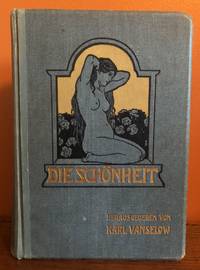 DIE SCHÖNHEIT
HERAUSGEGEBEN VON
KARL VANSELOW